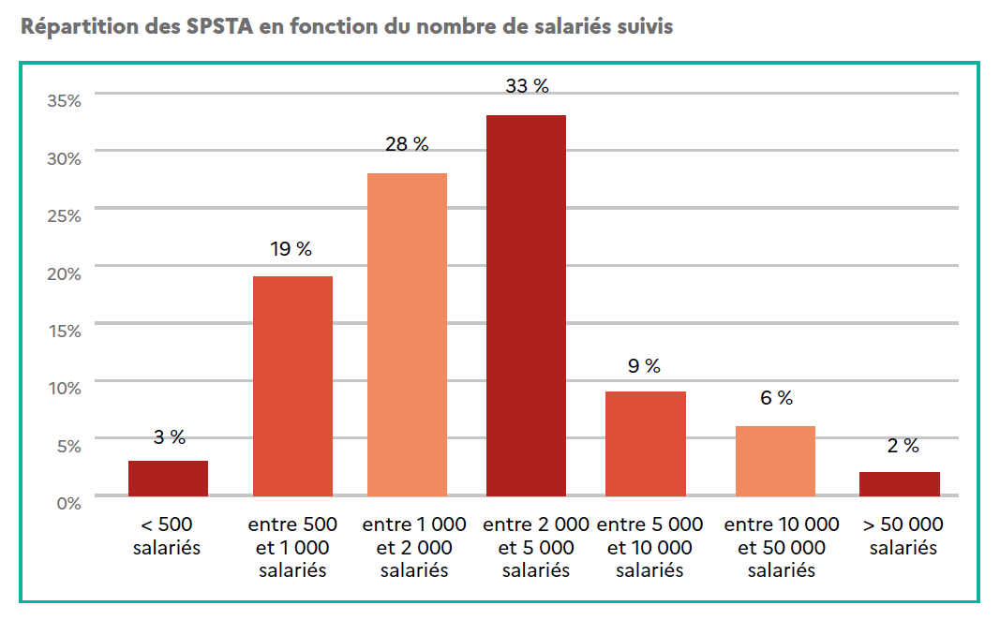 Répartition des SPSTA en fonction du nombre de salariés suivis
35%
30%
25%
20%
15%
10%
5%
0%
3 %
19 %
28 %
33 %
9 %
6 %
2 %
< 500
salariés
entre 500
et 1 000
salariés
entre 1 000
et 2 000
salariés
entre 2 000
et 5 000
salariés
entre 5 000
et 10 000
salariés
entre 10 000
et 50 000
salariés
> 50 000
salariés